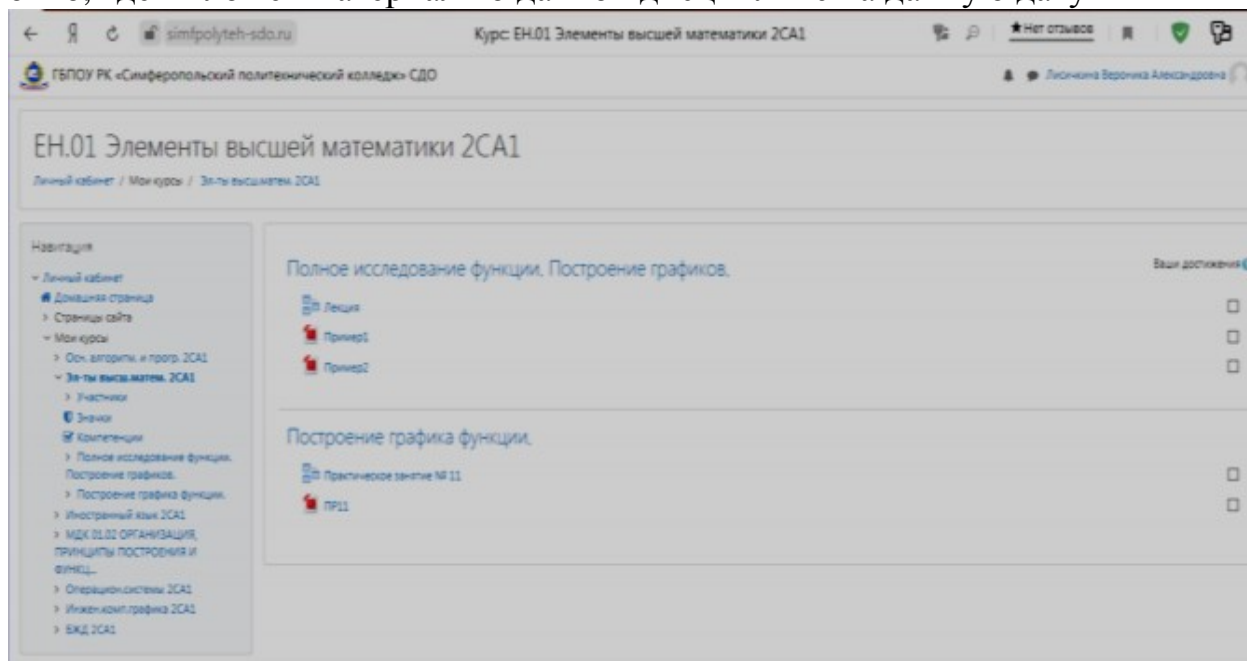 simfpolyteh-sdo.ru
Курс: ЕН.01 Элементы высшей математики 2СА1
★Нет отзывов
ГБПОУ РК «Симферопольский политехнический колледж» СДО
Лисичкина Вероника Александровна
ЕН.01 Элементы высшей математики 2СА1
Личный кабинет / Мои курсы / Эл-ты высш.матем. 2СА1
Навигация
Личный кабинет
Домашняя страница
Страницы сайта
Мои курсы
Осн. алгоритм. и прогр. 2СА1
Эл-ты высш.матем. 2СА1
Участники
Значки
Компетенции
Полное исследование функции.
Построение графиков.
Построение графика функции.
Иностранный язык 2СА1
МДК 01.02 ОРГАНИЗАЦИЯ,
ПРИНЦИПЫ ПОСТРОЕНИЯ И
ФУНКЦ...
Операцион.системы 2СА1
Инжен.комп.графика 2СА1
БЖД 2СА1
Полное исследование функции. Построение графиков.
Ваши достижения
Лекция
Пример1
Пример2
Построение графика функции.
Практическое занятие № 11
ПР11